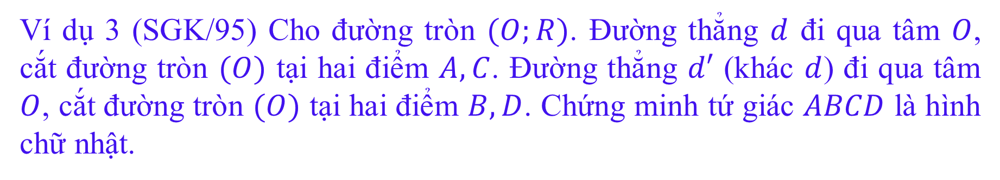 Ví dụ 3 (SGK/95) Cho đường tròn (O; R). Đường thẳng d đi qua tâm O,
cắt đường tròn (O) tại hai điểm A, C. Đường thẳng d′ (khác d) đi qua tâm
O, cắt đường tròn (O) tại hai điểm B, D. Chứng minh tứ giác ABCD là hình
chữ nhật.